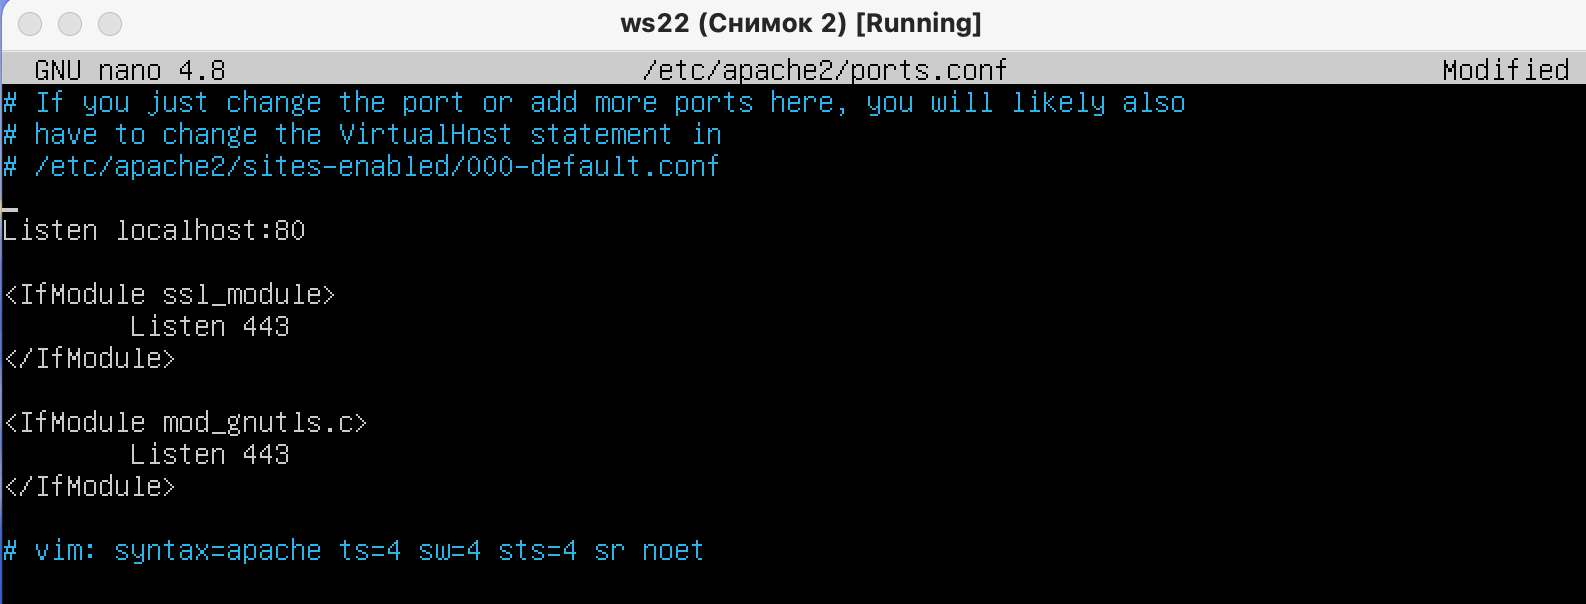 ws22 (Снимок 2) [Running]
GNU nano 4.8 /etc/apache2/ports.conf Modified
# If you just change the port or add more ports here, you will likely also
# have to change the VirtualHost statement in
# /etc/apache2/sites-enabled/000-default.conf
Listen localhost:80
<IfModule ssl_module>
Listen 443
</IfModule>
<IfModule mod_gnutls.c>
Listen 443
</IfModule>
# vim: syntax=apache ts=4 sw=4 sts=4 sr noet